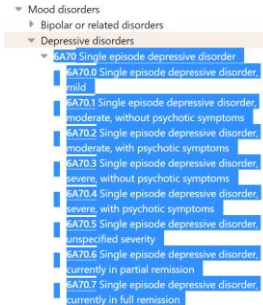 Mood disorders
Bipolar or related disorders
Depressive disorders
6A70 Single episode depressive disorder
6A70.0 Single episode depressive disorder,
mild
6A70.1 Single episode depressive disorder,
moderate, without psychotic symptoms
6A70.2 Single episode depressive disorder,
moderate, with psychotic symptoms
6A70.3 Single episode depressive disorder,
severe, without psychotic symptoms
6A70.4 Single episode depressive disorder,
severe, with psychotic symptoms
6A70.5 Single episode depressive disorder,
unspecified severity
6A70.6 Single episode depressive disorder,
currently in partial remission
6A70.7 Single episode depressive disorder,
currently in full remission